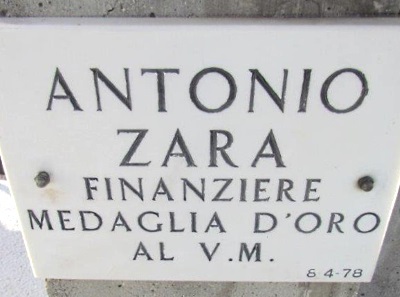 ANTONIO
ZARA
FINANZIERE
MEDAGLIA D'ORO
AL V.M.
8 4-78